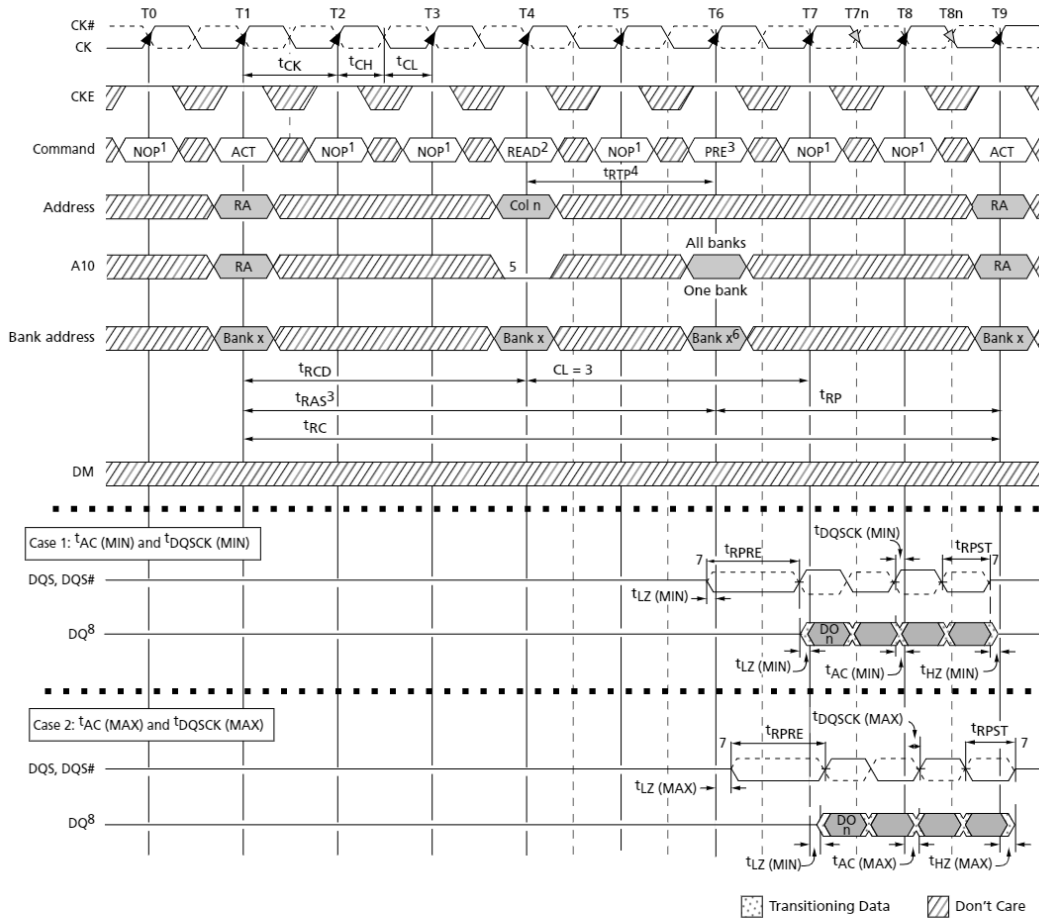 T0 T1 T2 T3 T4 T5 T6 T7 T7n T8 T8n T9
CK#
CK
tCK tCH tCL
CKE
Command NOP1 ACT NOP1 NOP1 READ2 NOP1 PRE3 NOP1 NOP1 ACT
tRTP4
Address RA Col n RA
All banks
A10 RA 5 RA
One bank
Bank address Bank x Bank x Bank x6 Bank x
tRCD CL = 3
tRAS3 tRP
tRC
DM
Case 1: tAC (MIN) and tDQSCK (MIN)
tDQSCK (MIN)
7 tRPRE tRPST 7
DQS, DQS#
tLZ (MIN)
DQ8 DO n
tLZ (MIN) tAC (MIN) tHZ (MIN)
Case 2: tAC (MAX) and tDQSCK (MAX)
tDQSCK (MAX)
7 tRPRE tRPST 7
DQS, DQS#
tLZ (MAX)
DQ8 DO n
tLZ (MIN) tAC (MAX) tHZ (MAX)
Transitioning Data Don't Care